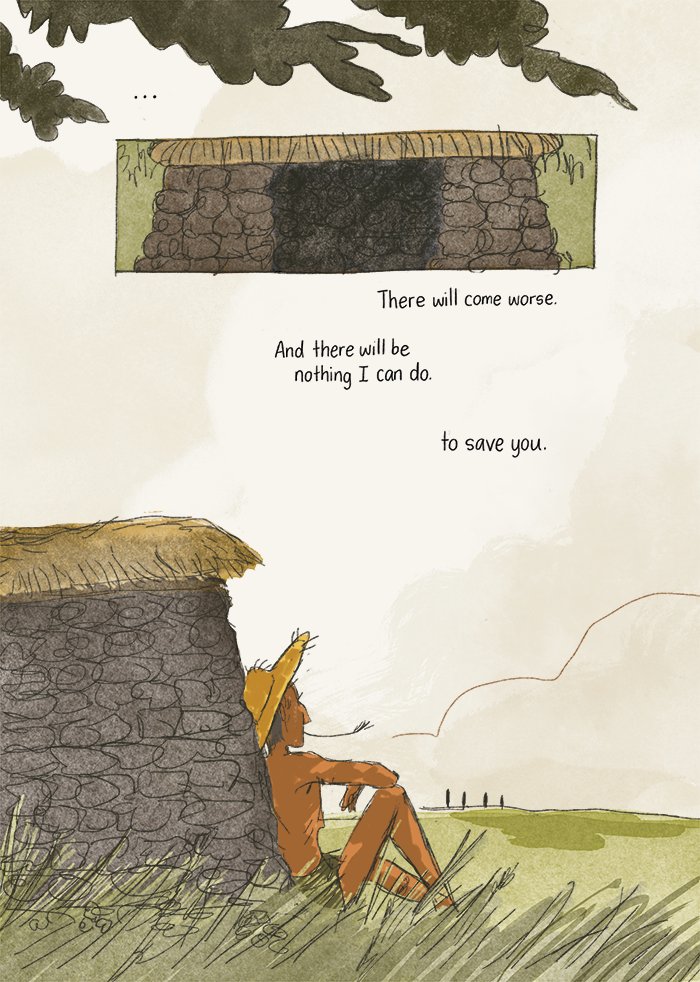 ...
There will come worse.
And there will be
nothing I can do.
to save you.